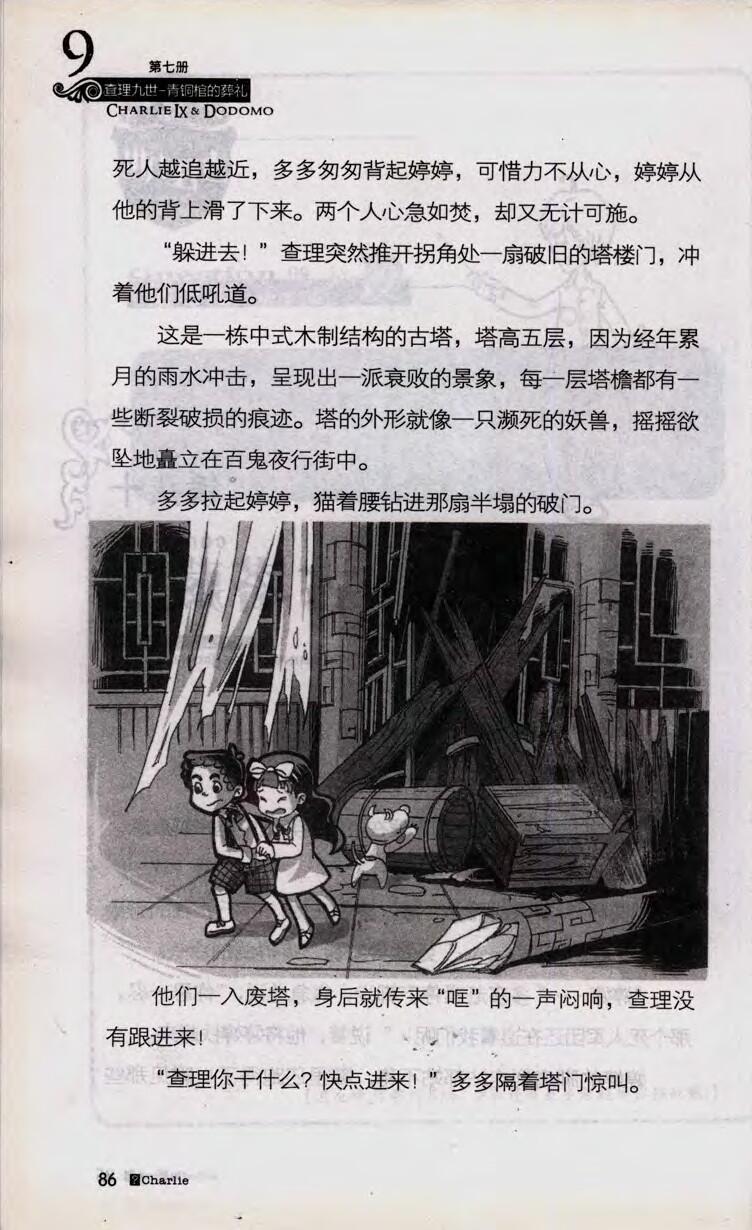 9
第七册
查理九世-青铜棺的葬礼
CHARLIE IX & DODOMO
死人越追越近，多多匆匆背起婷婷，可惜力不从心，婷婷从
他的背上滑了下来。两个人心急如焚，却又无计可施。
“躲进去！”查理突然推开拐角处一扇破旧的塔楼门，冲
着他们低吼道。
这是一栋中式木制结构的古塔，塔高五层，因为经年累
月的雨水冲击，呈现出一派衰败的景象，每一层塔檐都有一
些断裂破损的痕迹。塔的外形就像一只濒死的妖兽，摇摇欲
坠地矗立在百鬼夜行街中。
多多拉起婷婷，猫着腰钻进那扇半塌的破门。
他们一入废塔，身后就传来“哐”的一声闷响，查理没
有跟进来！
“查理你干什么？快点进来！”多多隔着塔门惊叫。
86 Charlie